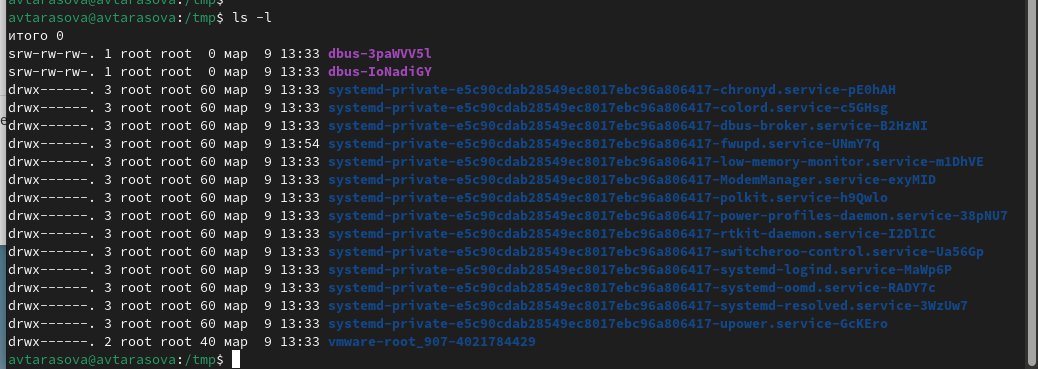 avtarasova@avtarasova:/tmp$
avtarasova@avtarasova:/tmp$ ls -l
итого 0
srw-rw-rw-. 1 root root  0 мар  9 13:33 dbus-3paWVV5l
srw-rw-rw-. 1 root root  0 мар  9 13:33 dbus-IoNadiGY
drwx------. 3 root root 60 мар  9 13:33 systemd-private-e5c90cdab28549ec8017ebc96a806417-chronyd.service-pE0hAH
drwx------. 3 root root 60 мар  9 13:33 systemd-private-e5c90cdab28549ec8017ebc96a806417-colord.service-c5GHsg
drwx------. 3 root root 60 мар  9 13:33 systemd-private-e5c90cdab28549ec8017ebc96a806417-dbus-broker.service-B2HzNI
drwx------. 3 root root 60 мар  9 13:54 systemd-private-e5c90cdab28549ec8017ebc96a806417-fwupd.service-UNmY7q
drwx------. 3 root root 60 мар  9 13:33 systemd-private-e5c90cdab28549ec8017ebc96a806417-low-memory-monitor.service-m1DhVE
drwx------. 3 root root 60 мар  9 13:33 systemd-private-e5c90cdab28549ec8017ebc96a806417-ModemManager.service-exyMID
drwx------. 3 root root 60 мар  9 13:33 systemd-private-e5c90cdab28549ec8017ebc96a806417-polkit.service-h9Qwlo
drwx------. 3 root root 60 мар  9 13:33 systemd-private-e5c90cdab28549ec8017ebc96a806417-power-profiles-daemon.service-38pNU7
drwx------. 3 root root 60 мар  9 13:33 systemd-private-e5c90cdab28549ec8017ebc96a806417-rtkit-daemon.service-I2DlIC
drwx------. 3 root root 60 мар  9 13:33 systemd-private-e5c90cdab28549ec8017ebc96a806417-switcheroo-control.service-Ua56Gp
drwx------. 3 root root 60 мар  9 13:33 systemd-private-e5c90cdab28549ec8017ebc96a806417-systemd-logind.service-MaWp6P
drwx------. 3 root root 60 мар  9 13:33 systemd-private-e5c90cdab28549ec8017ebc96a806417-systemd-oomd.service-RADY7c
drwx------. 3 root root 60 мар  9 13:33 systemd-private-e5c90cdab28549ec8017ebc96a806417-systemd-resolved.service-3WzUw7
drwx------. 3 root root 60 мар  9 13:33 systemd-private-e5c90cdab28549ec8017ebc96a806417-upower.service-GcKEro
drwx------. 2 root root 40 мар  9 13:33 vmware-root_907-4021784429
avtarasova@avtarasova:/tmp$